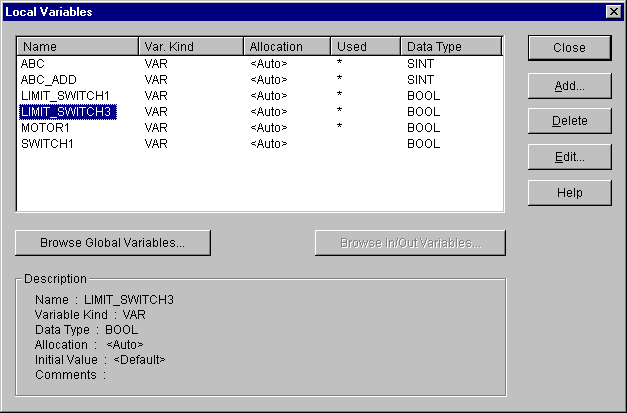 Local Variables
Name Var. Kind Allocation Used Data Type
ABC VAR <Auto> * SINT
ABC_ADD VAR <Auto> * SINT
LIMIT_SWITCH1 VAR <Auto> * BOOL
LIMIT_SWITCH3 VAR <Auto> * BOOL
MOTOR1 VAR <Auto> * BOOL
SWITCH1 VAR <Auto> BOOL
Close
Add...
Delete
Edit...
Help
Browse Global Variables... Browse In/Out Variables...
Description
Name : LIMIT_SWITCH3
Variable Kind : VAR
Data Type : BOOL
Allocation : <Auto>
Initial Value : <Default>
Comments :